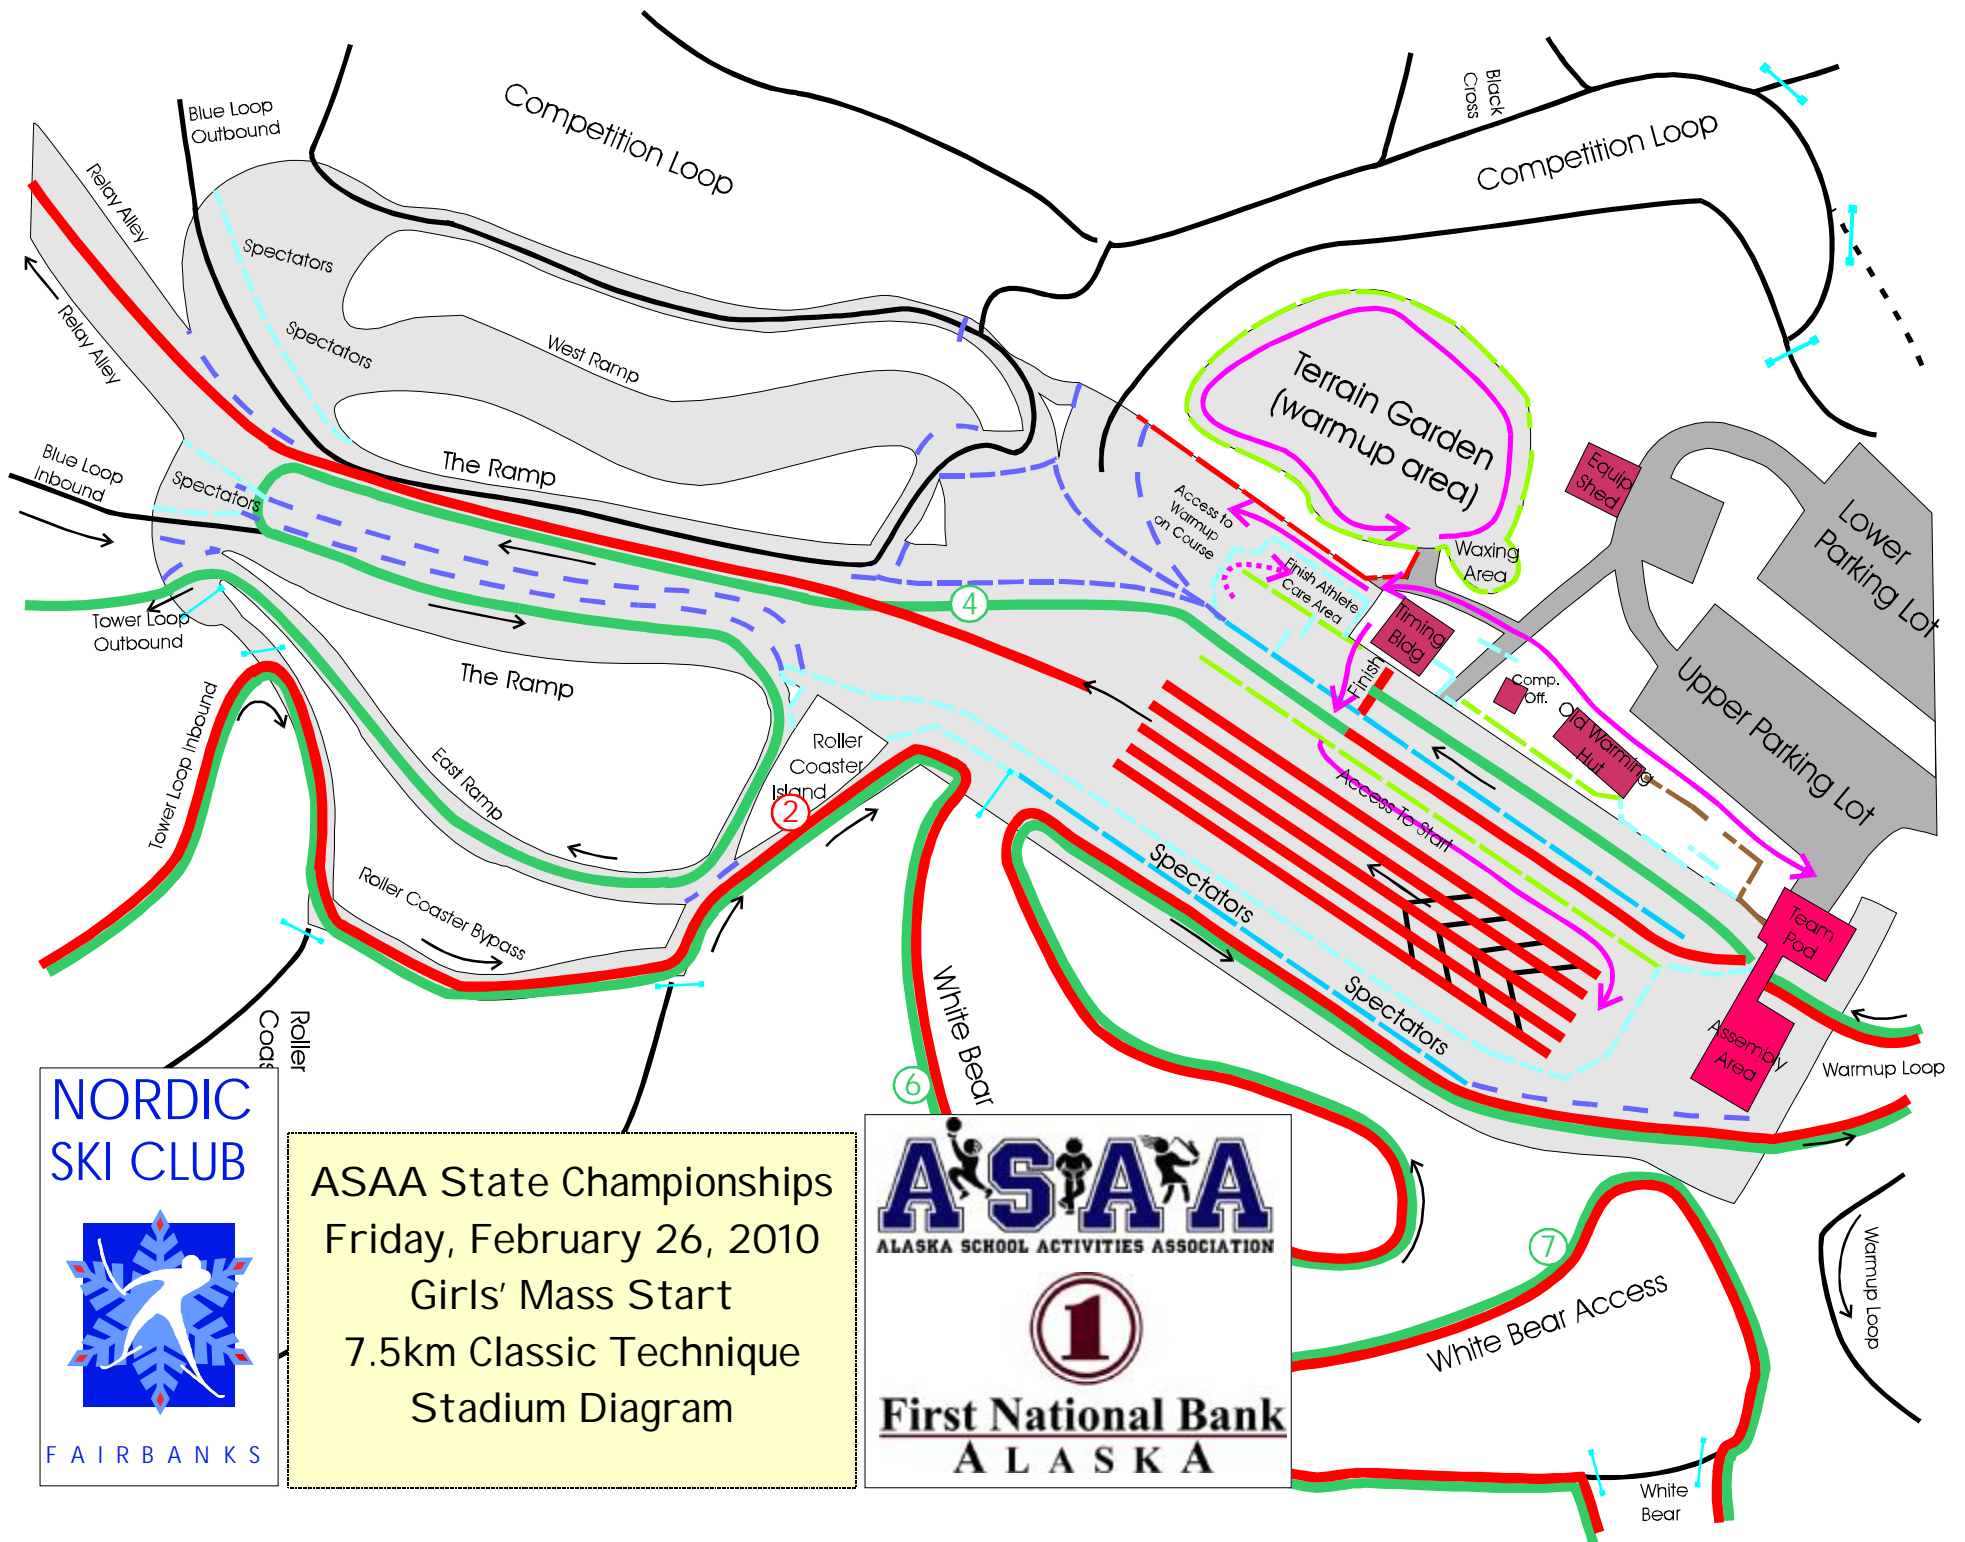 Blue Loop
Outbound
Competition Loop
Black
Cross
Competition Loop
Relay Alley
Spectators
Relay Alley
Spectators
West Ramp
Terrain Garden
(warmup area)
Equip
Shed
Lower
Parking Lot
Blue Loop
Inbound
Spectators
The Ramp
Access to
Warmup
on Course
Waxing
Area
Finish Athlete
Care Area
4
Timing
Bldg
Tower Loop
Outbound
The Ramp
Finish
Comp.
Off.
Old Warming
Hut
Upper Parking Lot
Tower Loop Inbound
East Ramp
Roller
Coaster
Island
2
Access To Start
Spectators
Roller Coaster Bypass
Team
Pod
White Bear
Spectators
Assembly
Area
Warmup Loop
Roller
Coas
6
NORDIC
SKI CLUB
FAIRBANKS
ASAA State Championships
Friday, February 26, 2010
Girls' Mass Start
7.5km Classic Technique
Stadium Diagram
ASAA
ALASKA SCHOOL ACTIVITIES ASSOCIATION
1
First National Bank
ALASKA
7
White Bear Access
Warmup Loop
White
Bear